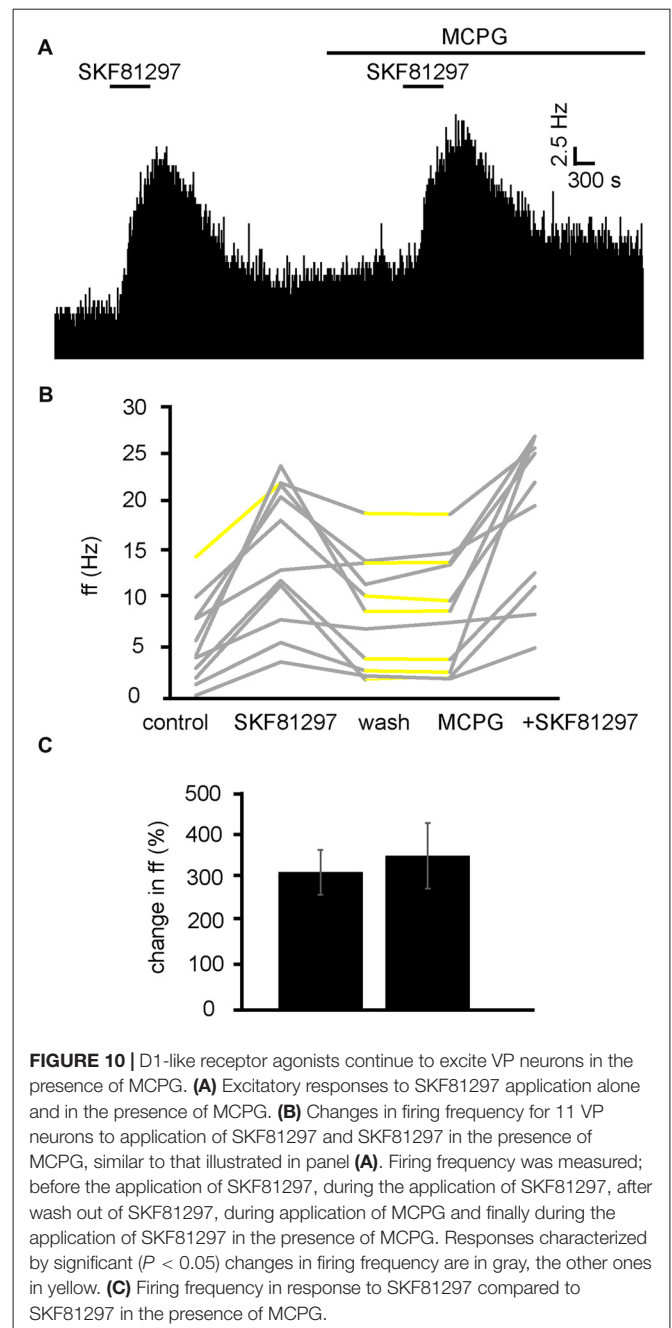 A
MCPG
SKF81297
SKF81297
2.5 Hz
300 s
B
30
25
20
15
10
5
0
ff (Hz)
control SKF81297 wash MCPG +SKF81297
C
500
400
300
200
100
0
change in ff (%)
FIGURE 10 | D1-like receptor agonists continue to excite VP neurons in the
presence of MCPG. (A) Excitatory responses to SKF81297 application alone
and in the presence of MCPG. (B) Changes in firing frequency for 11 VP
neurons to application of SKF81297 and SKF81297 in the presence of
MCPG, similar to that illustrated in panel (A). Firing frequency was measured;
before the application of SKF81297, during the application of SKF81297, after
wash out of SKF81297, during application of MCPG and finally during the
application of SKF81297 in the presence of MCPG. Responses characterized
by significant (P < 0.05) changes in firing frequency are in gray, the other ones
in yellow. (C) Firing frequency in response to SKF81297 compared to
SKF81297 in the presence of MCPG.